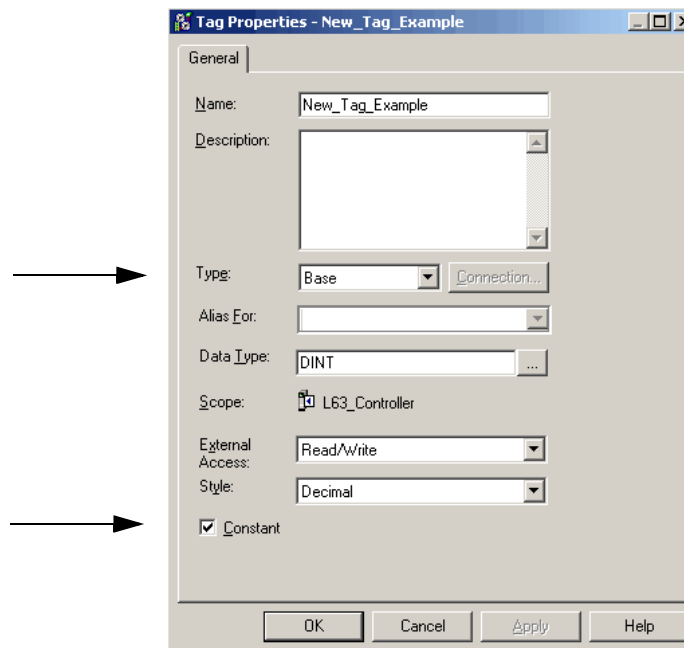 Tag Properties - New_Tag_Example
General
Name: New_Tag_Example
Description:
Type: Base Connection...
Alias For:
Data Type: DINT ...
Scope: L63_Controller
External Access: Read/Write
Style: Decimal
Constant
OK Cancel Apply Help